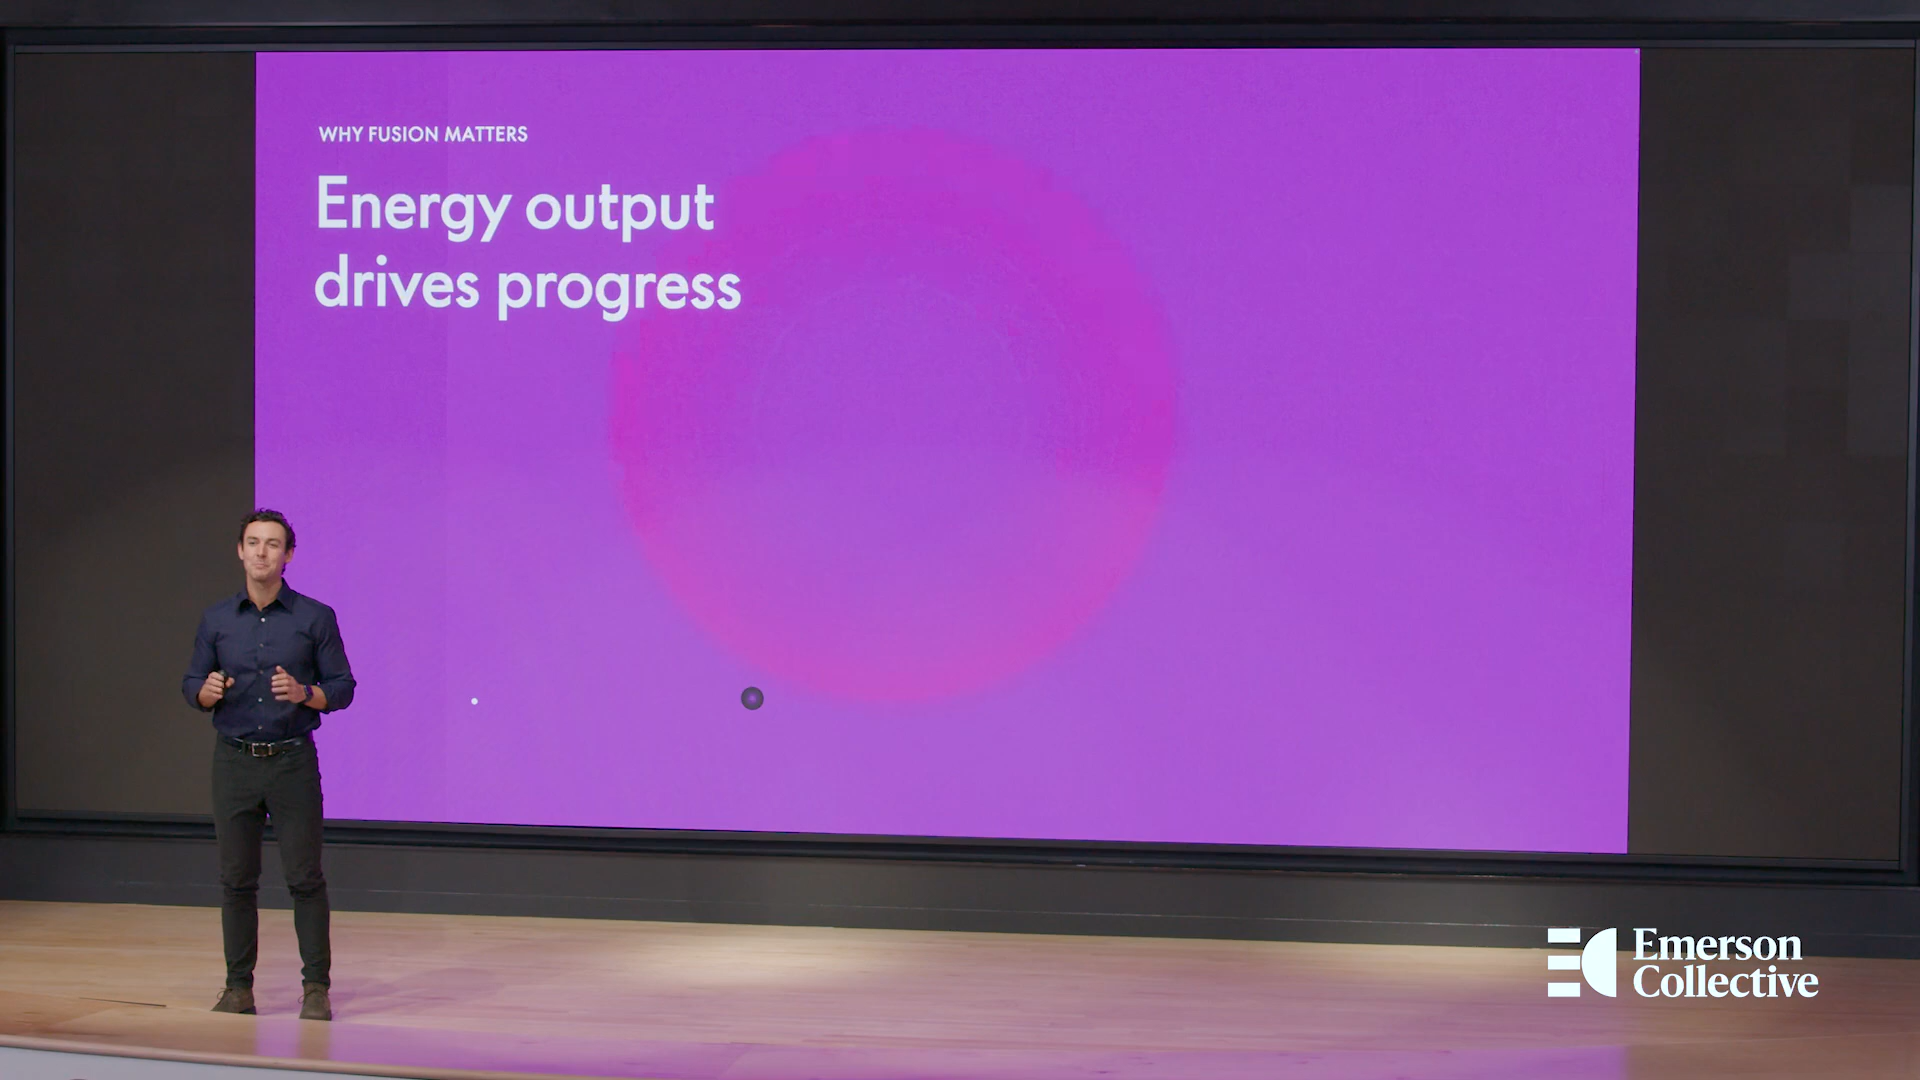 WHY FUSION MATTERS
Energy output
drives progress
Emerson
Collective